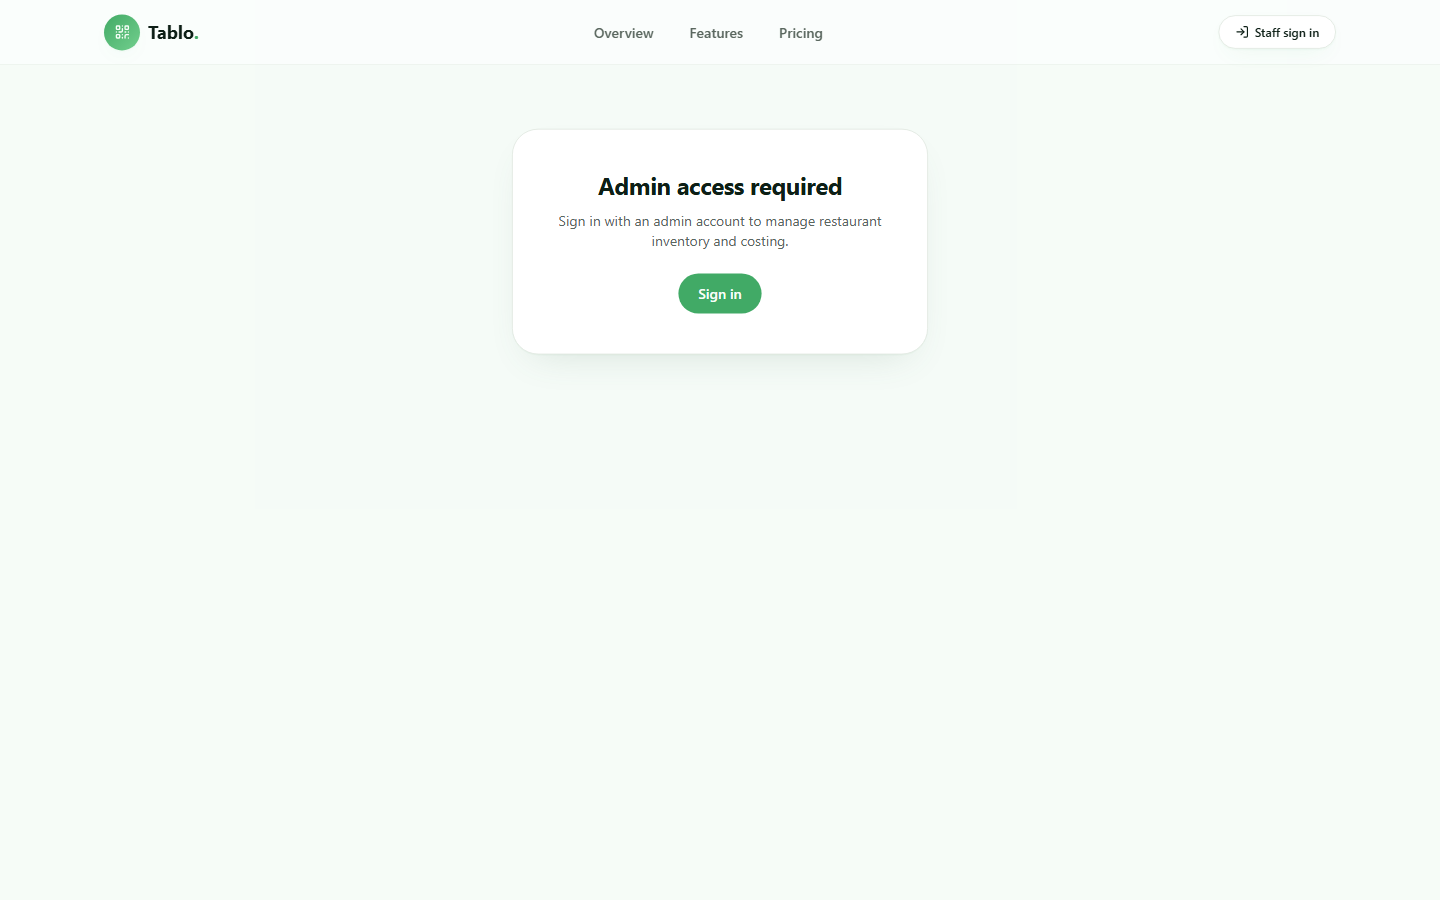 Tablo.
Overview
Features
Pricing
Staff sign in
Admin access required
Sign in with an admin account to manage restaurant
inventory and costing.
Sign in